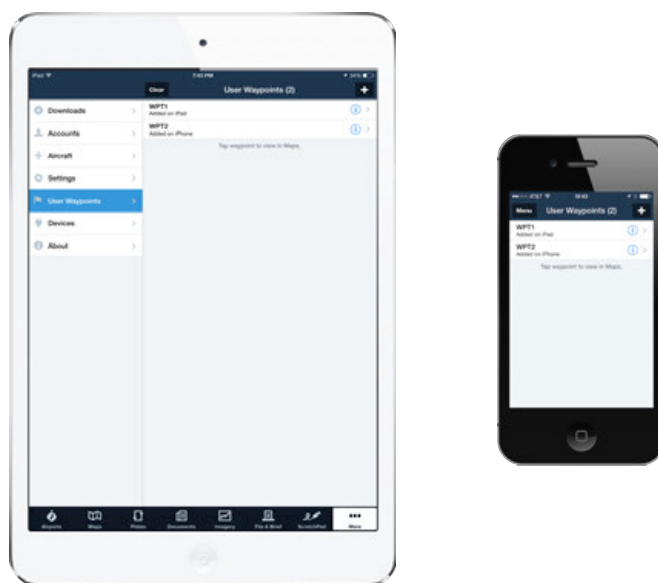 iPad
7:43 PM
34%
Clear
User Waypoints (2)
+
Downloads
Accounts
Aircraft
Settings
User Waypoints
Devices
About
WPT1
Added on iPad
WPT2
Added on iPhone
Tap waypoint to view in Maps.
Airports
Maps
Plates
Documents
Imagery
File & Brief
ScratchPad
More
AT&T
Menu
User Waypoints (2)
+
WPT1
Added on iPad
WPT2
Added on iPhone
Tap waypoint to view in Maps.